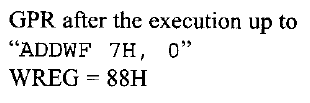 GPR after the execution up to
“ADDWF 7H, 0”
WREG = 88H